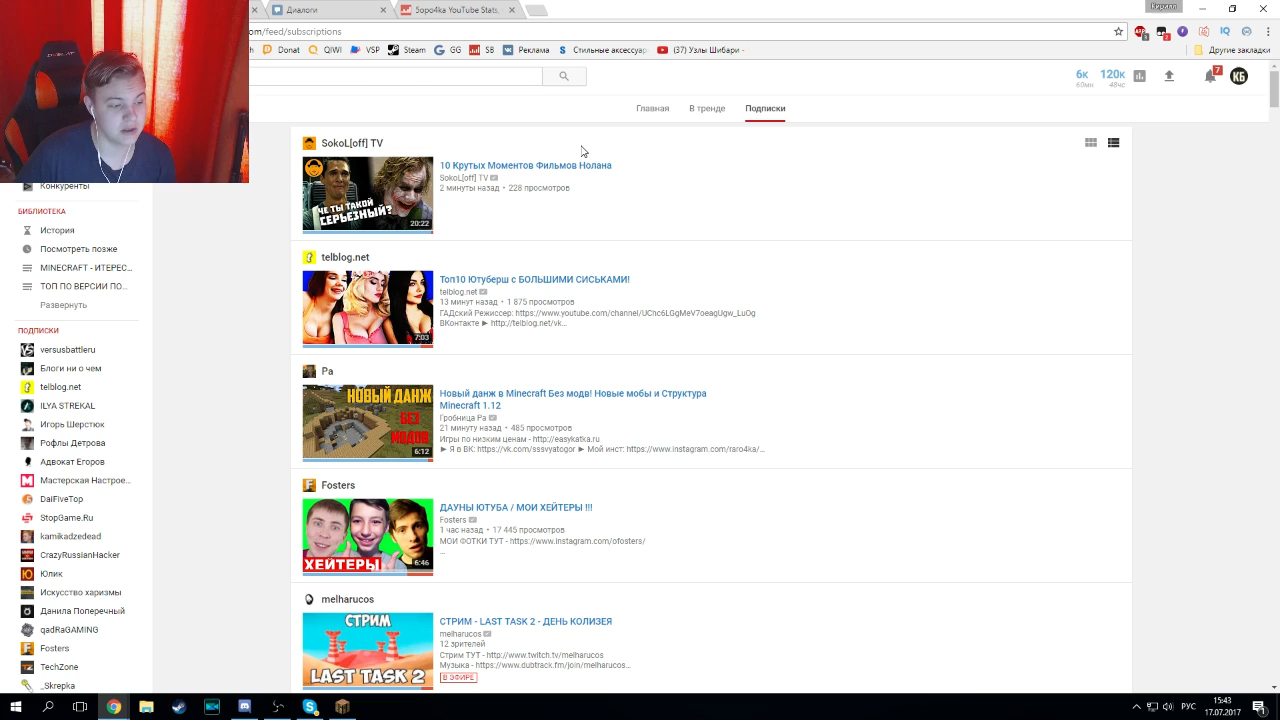 Диалоги
5opo4ka YouTube Stats,
Кирилл
om/feed/subscriptions
subscribe
Steam
GG
ML
ML
Стильные аксессуар
(37) Узлы Шибари -
Другие закладки
6к
60мн
120к
48чс
7
КБ
Главная
В тренде
Подписки
SokoL[off] TV
10 Крутых Моментов Фильмов Нолана
SokoL[off] TV
2 минуты назад • 228 просмотров
ЧЕ ТЫ ТАКОЙ
СЕРЬЕЗНЫЙ?
20:22
Конкуренты
БИБЛИОТЕКА
История
Посмотреть позже
MINECRAFT - ИТЕРЕС...
ТОП ПО ВЕРСИИ ПО...
Развернуть
ПОДПИСКИ
versusbattleru
Блоги ни о чем
telblog.net
ILYA STREKAL
Игорь Шерстюк
Рофлы Детрова
Адвокат Егоров
Мастерская Настрое...
DaiFiveTop
StopGame.Ru
kamikadzedead
CrazyRussianHacker
Юлик
Искусство харизмы
Данила Поперечный
qadRaGAMING
Fosters
TechZone
_Skrepka
telblog.net
Топ10 Ютуберш с БОЛЬШИМИ СИСЬКАМИ!
telblog.net
13 минут назад • 1 875 просмотров
ГАДский Режиссер: https://www.youtube.com/channel/UChc6LGgMeV7oeagUgw_LuOg
ВКонтакте ► http://telblog.net/vk...
7:03
Ра
Новый данж в Minecraft Без модв! Новые мобы и Структура
Minecraft 1.12
Гробница Ра
21 минуту назад • 485 просмотров
Игры по низким ценам - http://easykatka.ru
► Я в ВК: https://vk.com/sssvyatogor ► Мой инст: https://www.instagram.com/raro4ka/...
НОВЫЙ ДАНЖ
БЕЗ
МОДОВ
6:12
Fosters
ДАУНЫ ЮТУБА / МОИ ХЕЙТЕРЫ !!!
Fosters
1 час назад • 17 445 просмотров
МОИ ФОТКИ ТУТ - https://www.instagram.com/ofosters/
...
ХЕЙТЕРЫ
6:46
melharucos
СТРИМ - LAST TASK 2 - ДЕНЬ КОЛИЗЕЯ
melharucos
12 зрителей
Стрим ТУТ - http://www.twitch.tv/melharucos
Музыка - https://www.dubtrack.fm/join/melharucos...
В ЭФИРЕ
СТРИМ
LAST TASK 2
РУС
15:43
17.07.2017